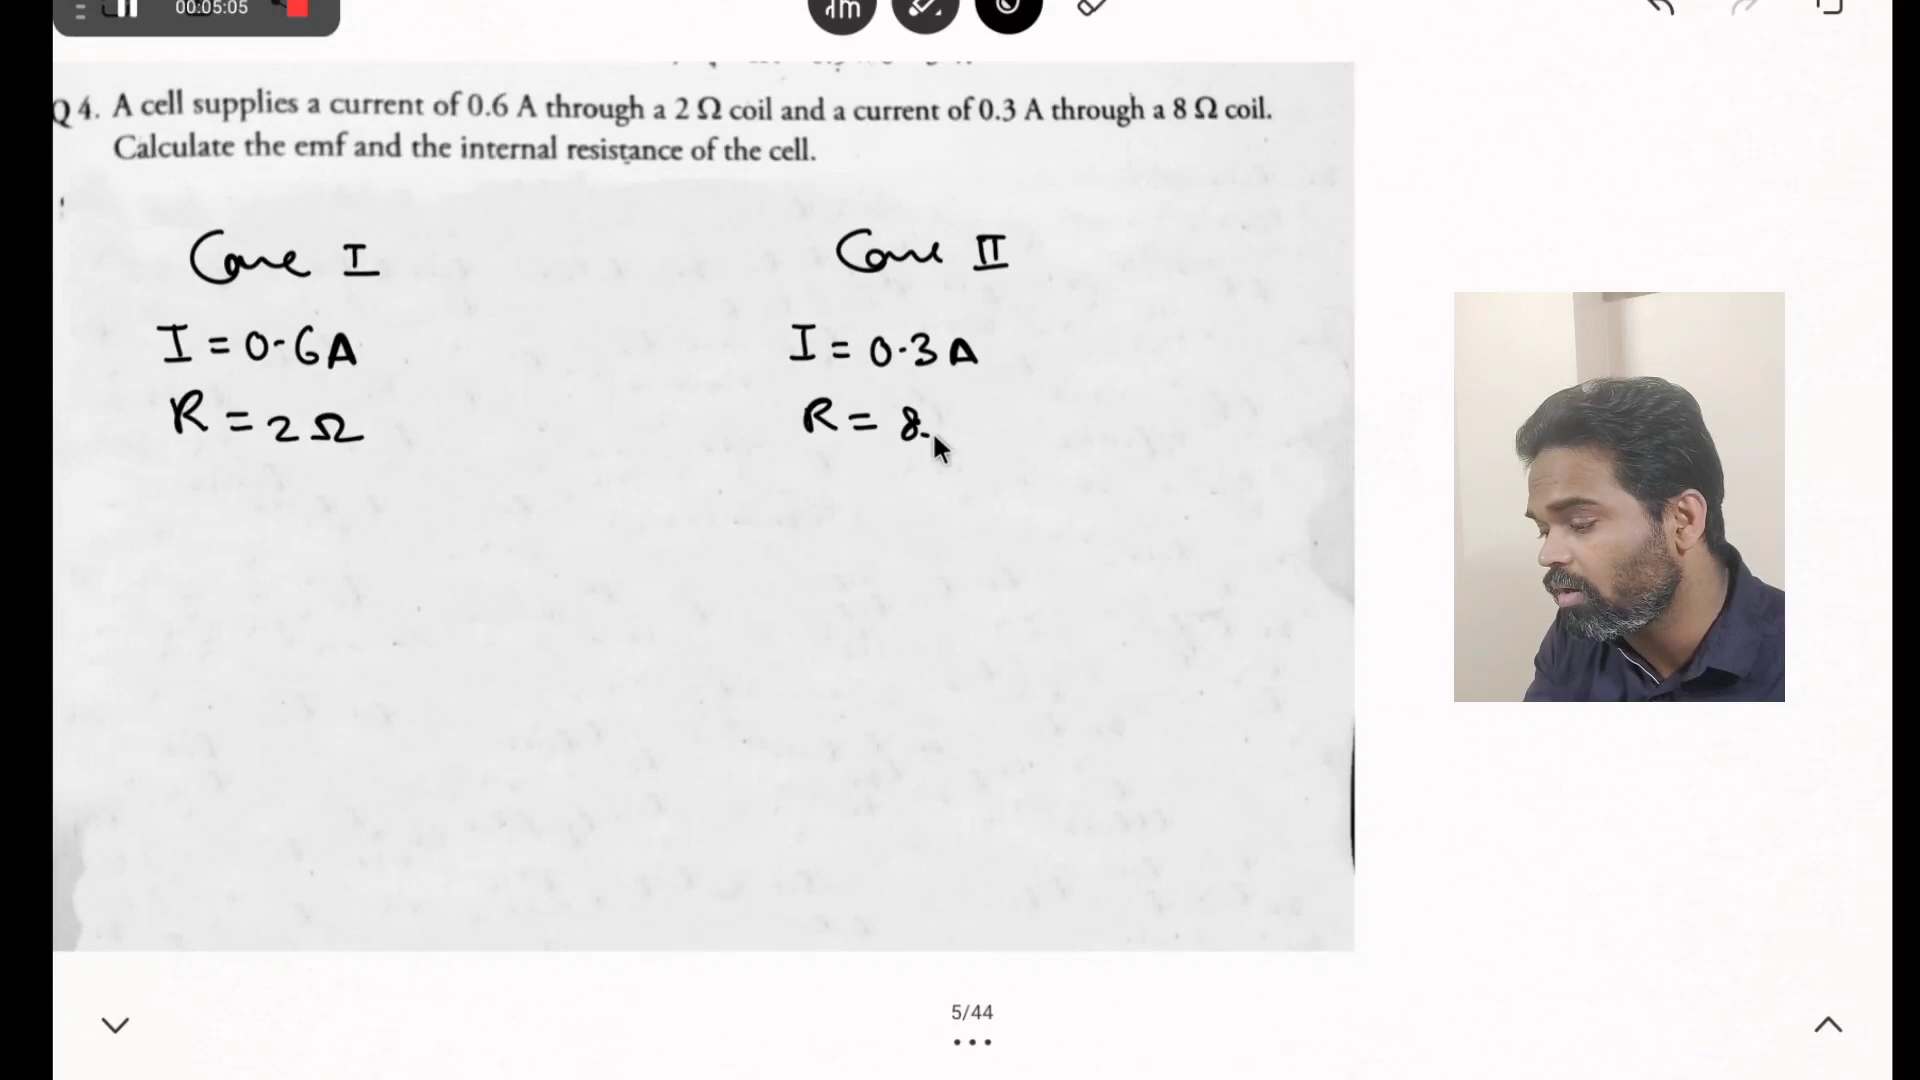 00:05:05
Q 4. A cell supplies a current of 0.6 A through a 2 Ω coil and a current of 0.3 A through a 8 Ω coil.
Calculate the emf and the internal resistance of the cell.
Case I
I = 0.6A
R = 2 Ω
Case II
I = 0.3 A
R = 8
5/44